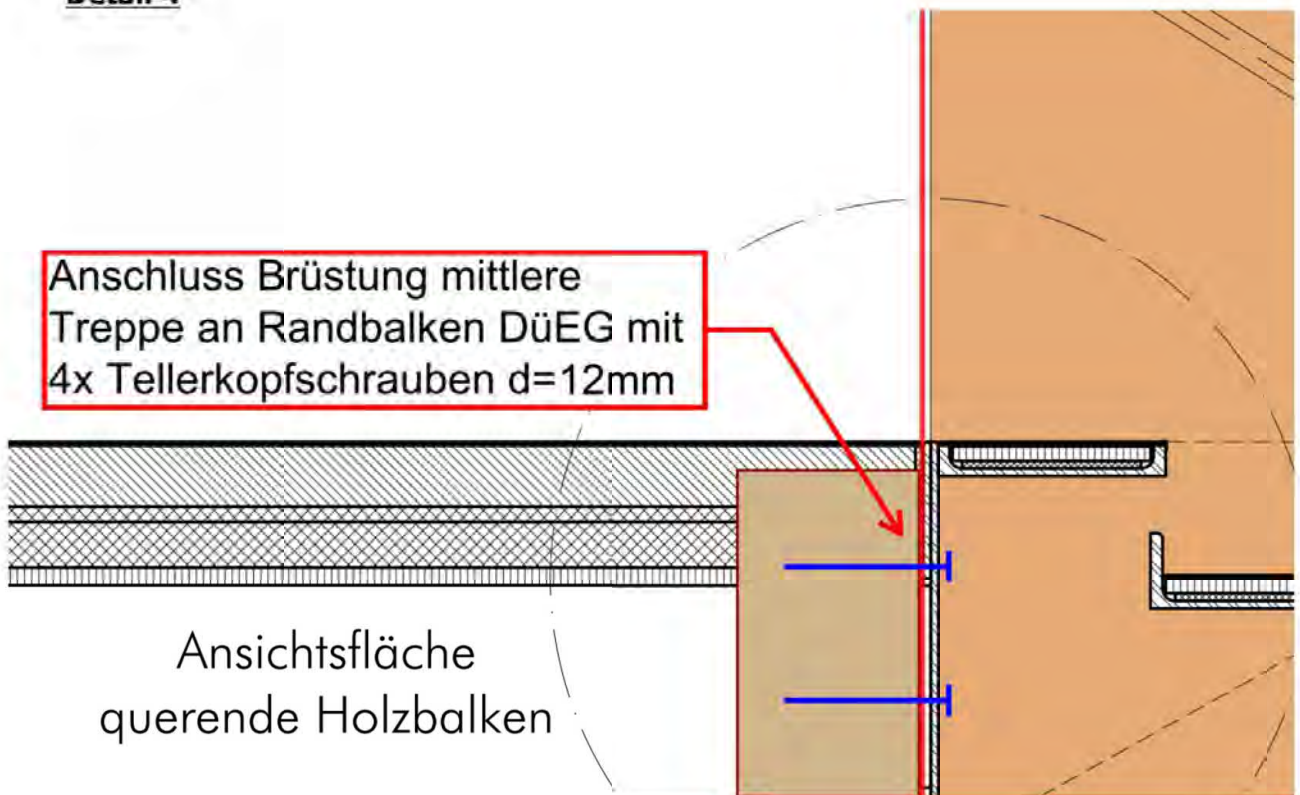 Anschluss Brüstung mittlere
Treppe an Randbalken DüEG mit
4x Tellerkopfschrauben d=12mm
Ansichtsfläche
querende Holzbalken